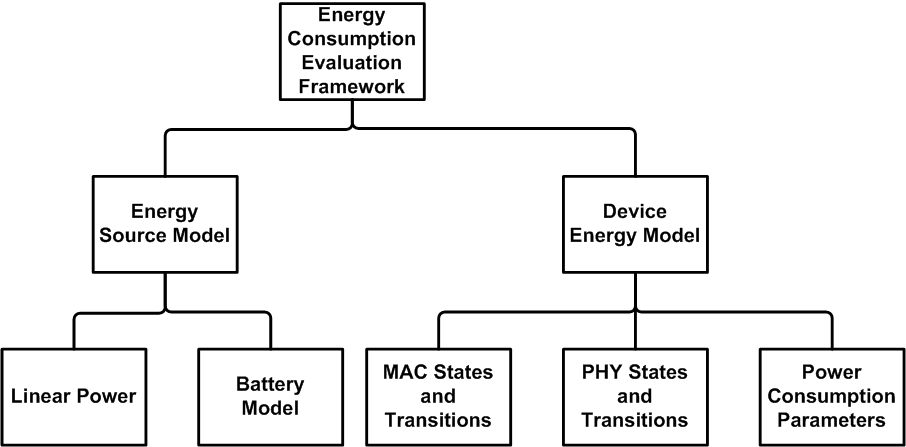 Energy
Consumption
Evaluation
Framework
Energy
Source Model
Device
Energy Model
Linear Power
Battery
Model
MAC States
and
Transitions
PHY States
and
Transitions
Power
Consumption
Parameters